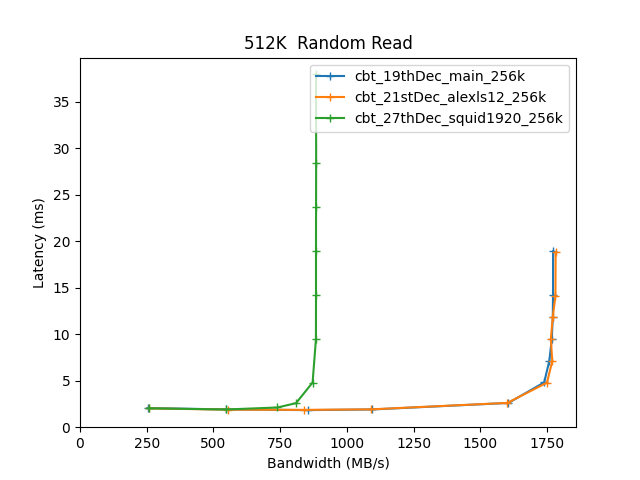 512K  Random Read
cbt_19thDec_main_256k
cbt_21stDec_alexls12_256k
cbt_27thDec_squid1920_256k
Latency (ms)
35
30
25
20
15
10
5
0
0 250 500 750 1000 1250 1500 1750
Bandwidth (MB/s)